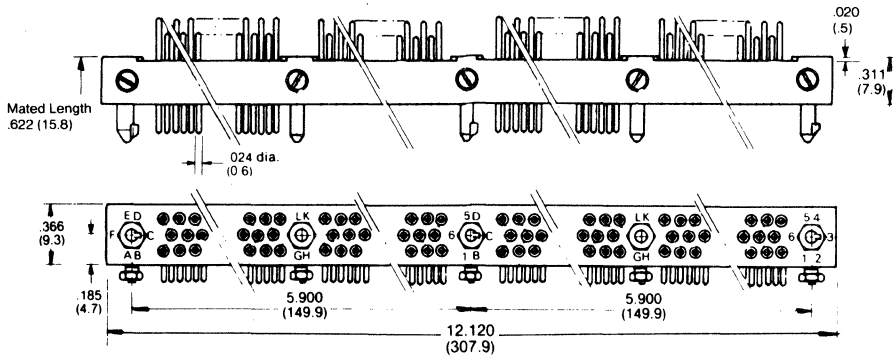 .020
(.5)
.311
(7.9)
Mated Length
.622 (15.8)
.024 dia.
(0.6)
.366
(9.3)
E D
F C
A B
L K
G H
5 D
6 C
1 B
L K
G H
5 4
6 3
1 2
.185
(4.7)
5.900
(149.9)
5.900
(149.9)
12.120
(307.9)